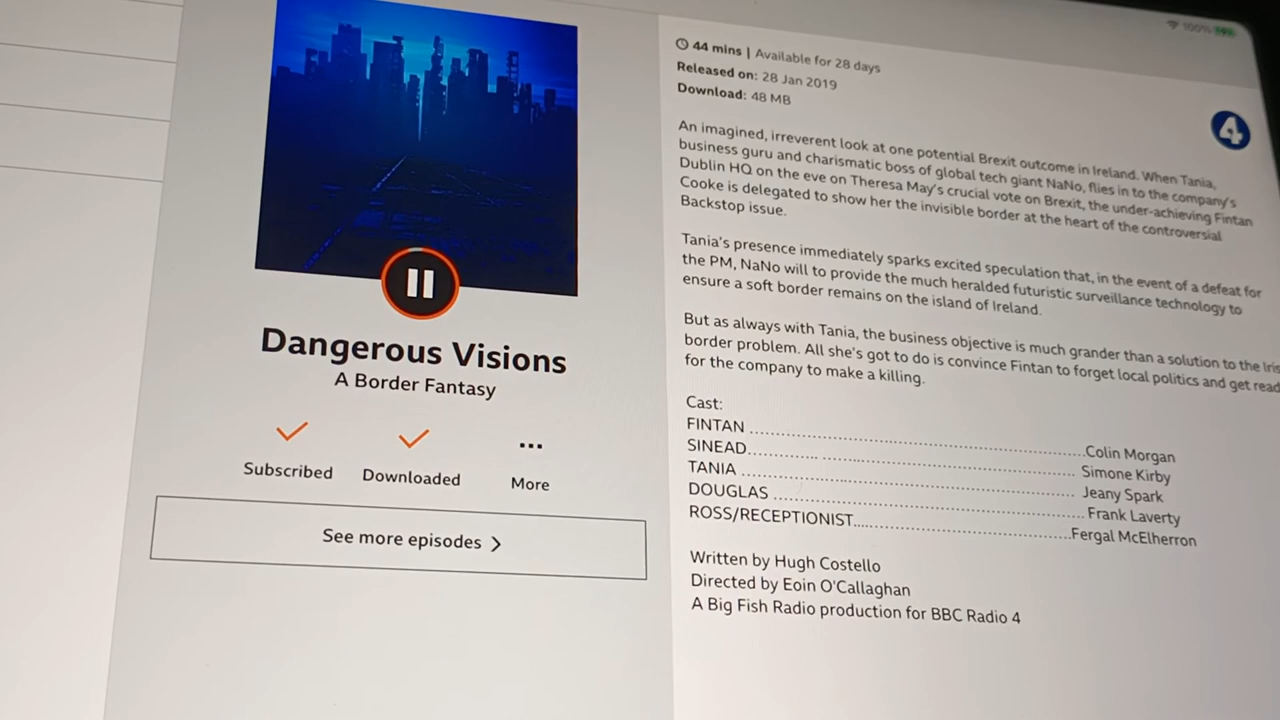 100%
44 mins | Available for 28 days
Released on: 28 Jan 2019
Download: 48 MB
4
An imagined, irreverent look at one potential Brexit outcome in Ireland. When Tania,
business guru and charismatic boss of global tech giant NaNo, flies in to the company's
Dublin HQ on the eve on Theresa May's crucial vote on Brexit, the under-achieving Fintan
Cooke is delegated to show her the invisible border at the heart of the controversial
Backstop issue.
Tania's presence immediately sparks excited speculation that, in the event of a defeat for
the PM, NaNo will to provide the much heralded futuristic surveillance technology to
ensure a soft border remains on the island of Ireland.
But as always with Tania, the business objective is much grander than a solution to the Iris
border problem. All she's got to do is convince Fintan to forget local politics and get read
for the company to make a killing.
Cast:
FINTAN ........................................................................Colin Morgan
SINEAD............... ....................................................... Simone Kirby
TANIA ......................................................................... Jeany Spark
DOUGLAS .................................................................... Frank Laverty
ROSS/RECEPTIONIST..................................................Fergal McElherron
Written by Hugh Costello
Directed by Eoin O'Callaghan
A Big Fish Radio production for BBC Radio 4
Dangerous Visions
A Border Fantasy
Subscribed Downloaded More
See more episodes >